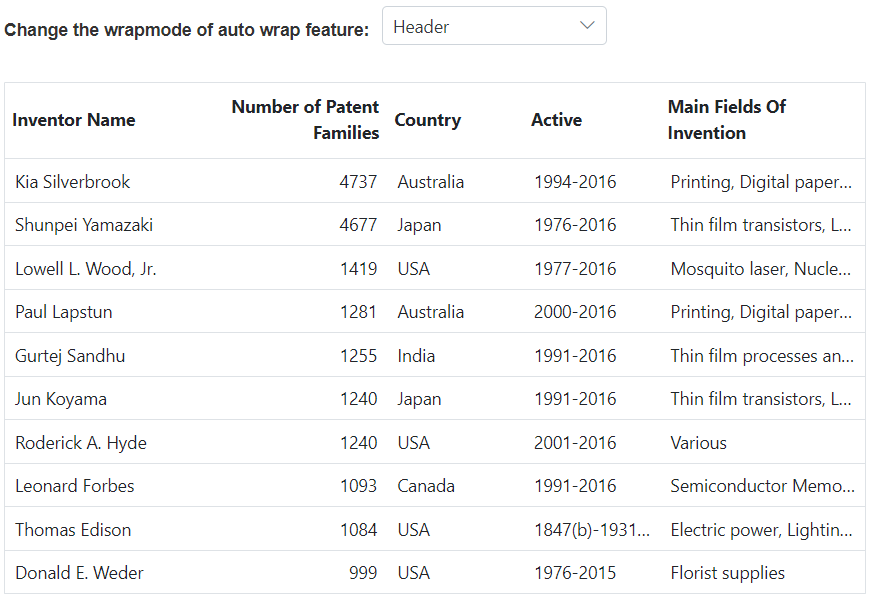 Change the wrapmode of auto wrap feature: Header
Inventor Name Number of Patent Families Country Active Main Fields Of Invention
Kia Silverbrook 4737 Australia 1994-2016 Printing, Digital paper...
Shunpei Yamazaki 4677 Japan 1976-2016 Thin film transistors, L...
Lowell L. Wood, Jr. 1419 USA 1977-2016 Mosquito laser, Nucle...
Paul Lapstun 1281 Australia 2000-2016 Printing, Digital paper...
Gurtej Sandhu 1255 India 1991-2016 Thin film processes an...
Jun Koyama 1240 Japan 1991-2016 Thin film transistors, L...
Roderick A. Hyde 1240 USA 2001-2016 Various
Leonard Forbes 1093 Canada 1991-2016 Semiconductor Memo...
Thomas Edison 1084 USA 1847(b)-1931... Electric power, Lightin...
Donald E. Weder 999 USA 1976-2015 Florist supplies